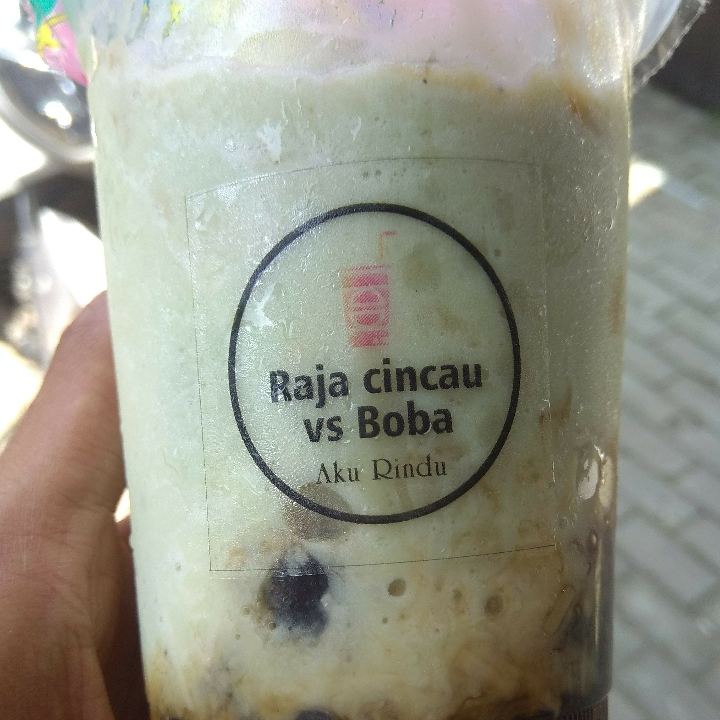 Raja cincau
vs Boba
Aku Rindu